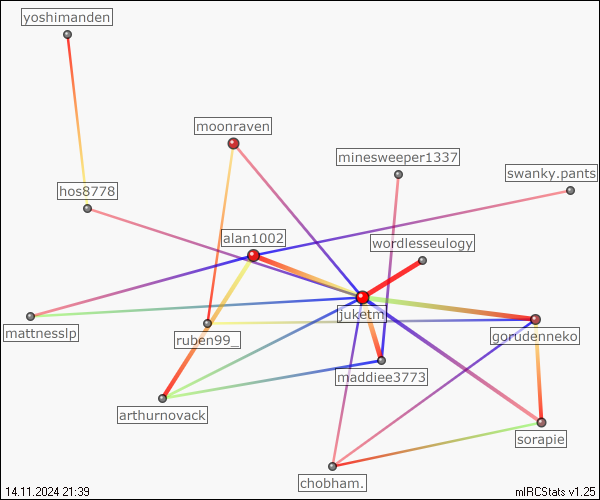 yoshimanden
moonraven
minesweeper1337
swanky.pants
hos8778
alan1002
wordlesseulogy
juketm
mattnesslp
ruben99_
gorudenneko
maddiee3773
arthurnovack
sorapie
chobham.
14.11.2024 21:39
mIRCStats v1.25